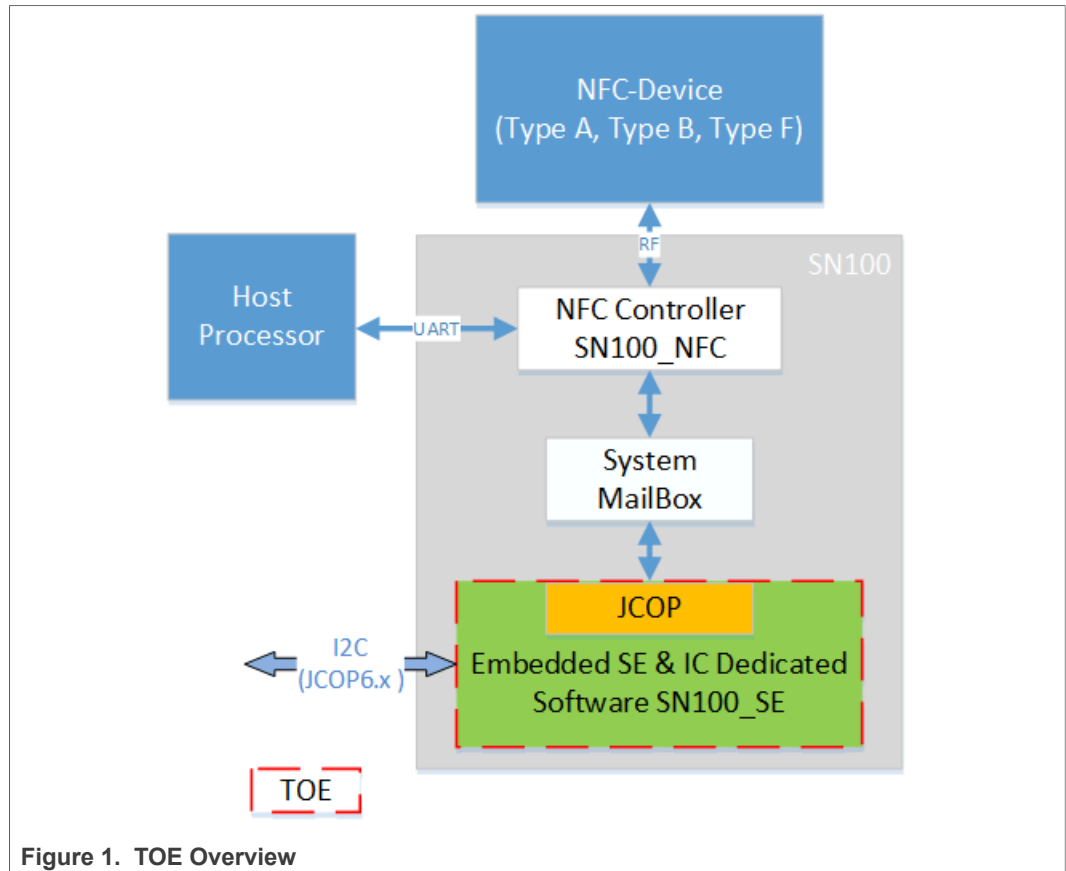 NFC-Device
(Type A, Type B, Type F)
RF
SN100
Host
Processor
UART
NFC Controller
SN100_NFC
System
MailBox
JCOP
I2C
(JCOP6.x )
Embedded SE & IC Dedicated
Software SN100_SE
TOE
Figure 1. TOE Overview